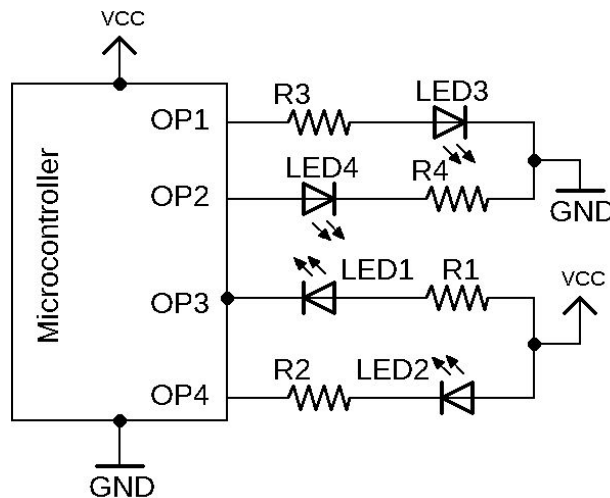 VCC
R3
LED3
OP1
LED4
R4
OP2
GND
Microcontroller
LED1
R1
VCC
OP3
R2
LED2
OP4
GND